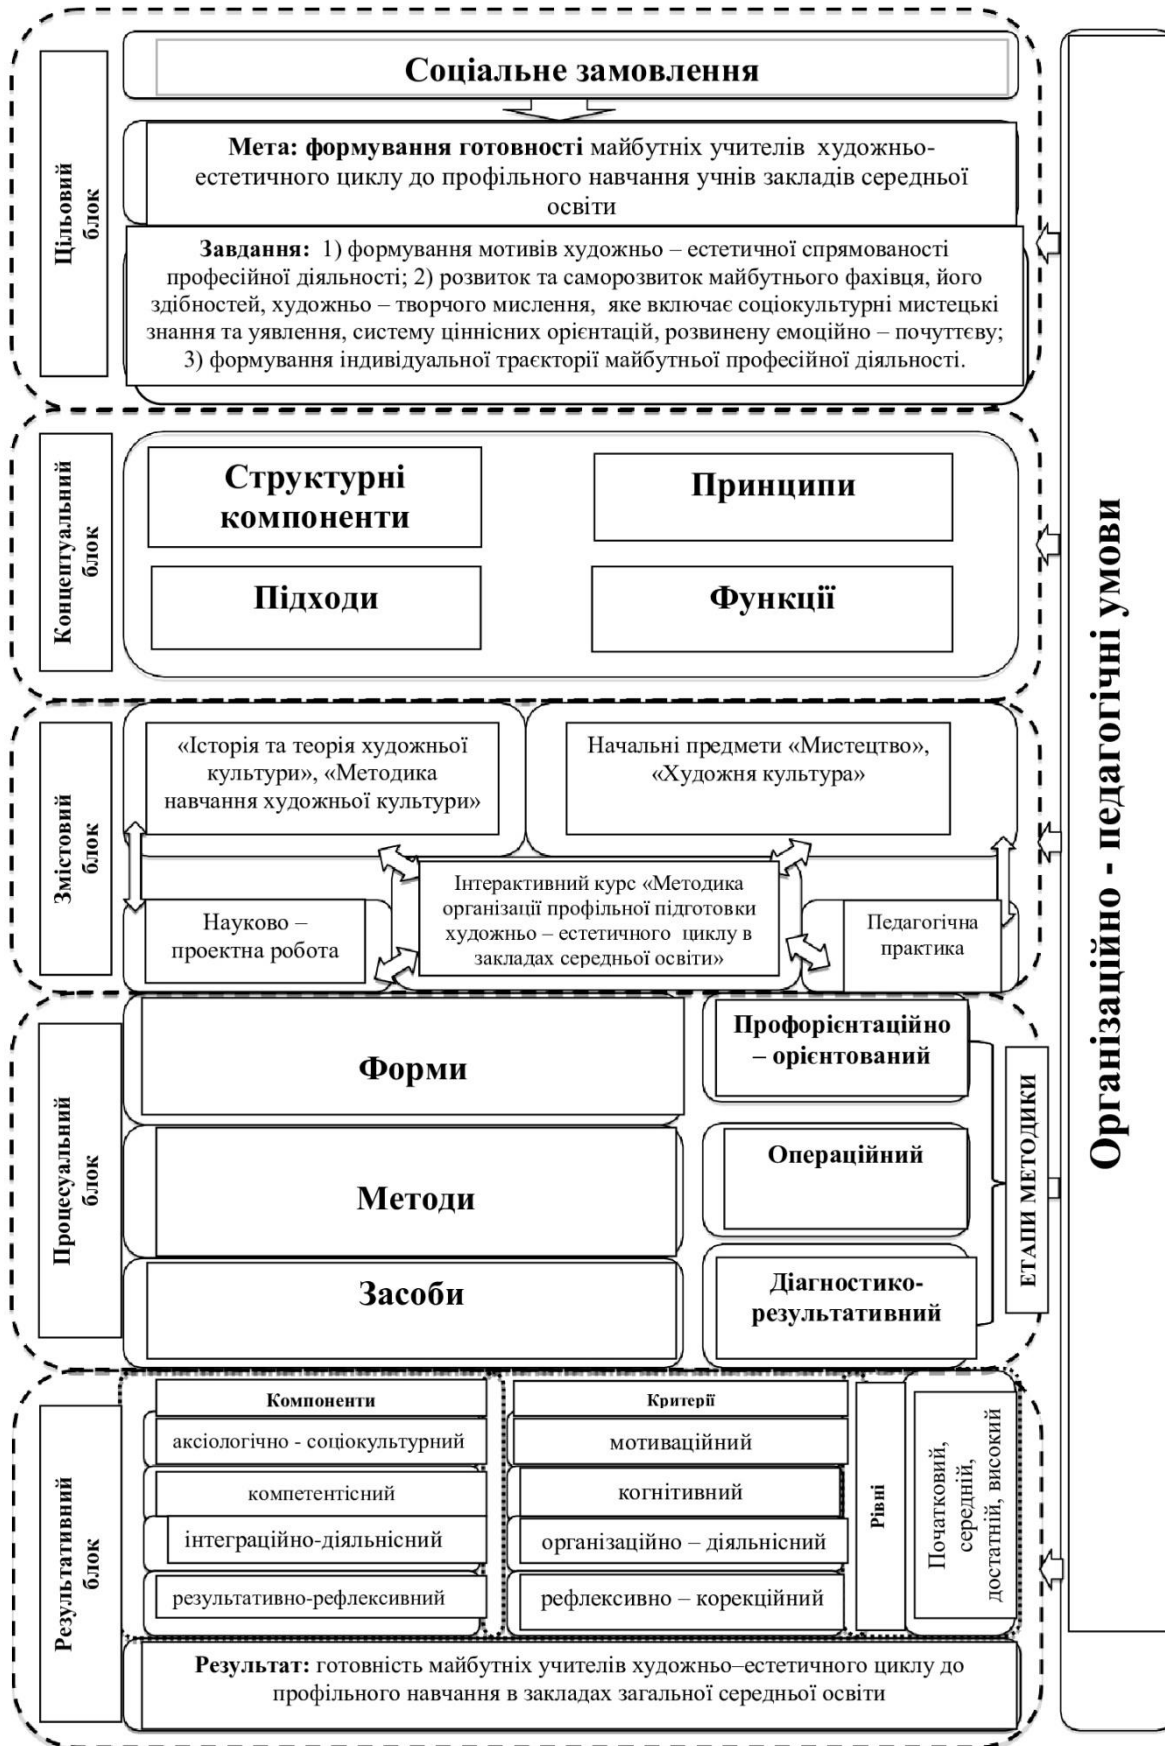 Цільовий
блок
Соціальне замовлення
Мета: формування готовності майбутніх учителів художньо-
естетичного циклу до профільного навчання учнів закладів середньої
освіти
Завдання: 1) формування мотивів художньо – естетичної спрямованості
професійної діяльності; 2) розвиток та саморозвиток майбутнього фахівця, його
здібностей, художньо – творчого мислення, яке включає соціокультурні мистецькі
знання та уявлення, систему ціннісних орієнтацій, розвинену емоційно – почуттєву;
3) формування індивідуальної траєкторії майбутньої професійної діяльності.
Концептуальний
блок
Структурні
компоненти
Принципи
Підходи
Функції
Змістовий
блок
«Історія та теорія художньої
культури», «Методика
навчання художньої культури»
Начальні предмети «Мистецтво»,
«Художня культура»
Науково –
проектна робота
Інтерактивний курс «Методика
організації профільної підготовки
художньо – естетичного циклу в
закладах середньої освіти»
Педагогічна
практика
Процесуальний
блок
Форми
Методи
Засоби
Профорієнтаційно
– орієнтований
Операційний
Діагностико-
результативний
ЕТАПИ МЕТОДИКИ
Результативний
блок
Компоненти
аксіологічно - соціокультурний
компетентісний
інтеграційно-діяльнісний
результативно-рефлексивний
Критерії
мотиваційний
когнітивний
організаційно – діяльнісний
рефлексивно – корекційний
Рівні
Початковий,
середній,
достатній, високий
Результат: готовність майбутніх учителів художньо–естетичного циклу до
профільного навчання в закладах загальної середньої освіти
Організаційно - педагогічні умови